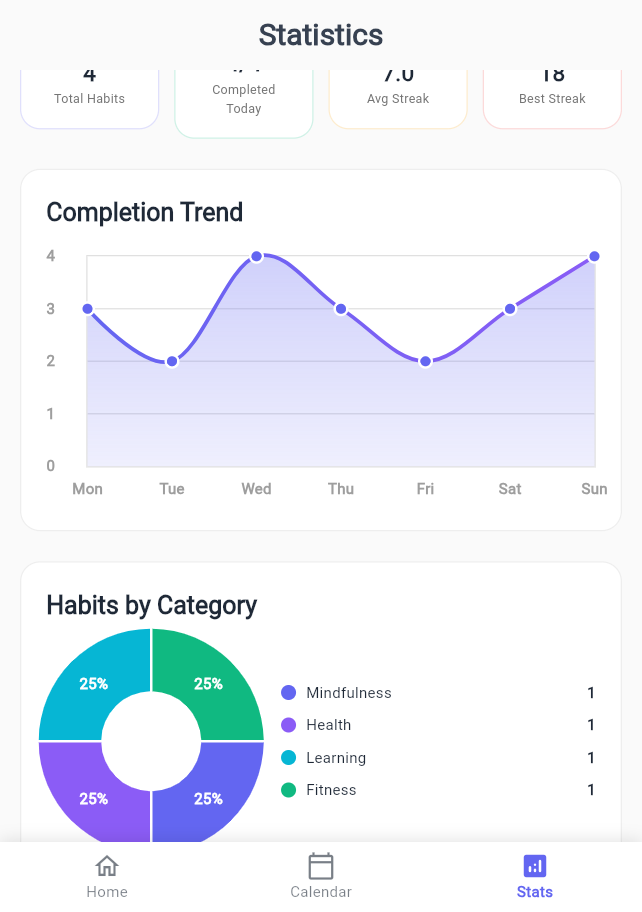 Statistics
4
7.0
18
Total Habits
Completed
Today
Avg Streak
Best Streak
Completion Trend
4
3
2
1
0
Mon Tue Wed Thu Fri Sat Sun
Habits by Category
25% 25%
25% 25%
Mindfulness 1
Health 1
Learning 1
Fitness 1
Home Calendar Stats